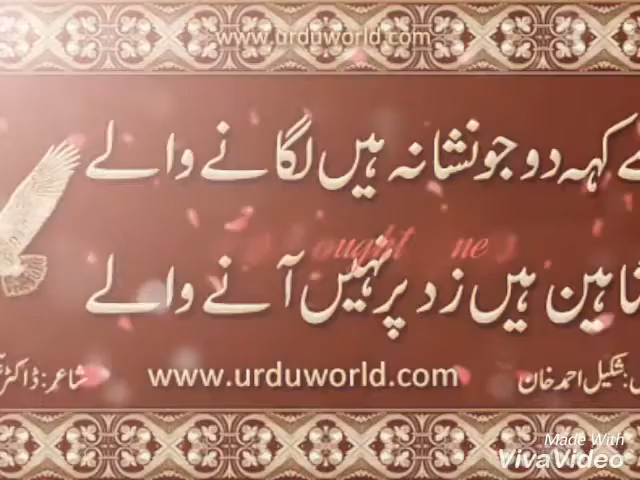 www.urduworld.com
کہہ دو جو نشانہ ہیں لگانے والے
ہیں زد پر نہیں آنے والے
شکیل احمد خان
www.urduworld.com
شاعر: ڈاکٹر
Made With
VivaVideo